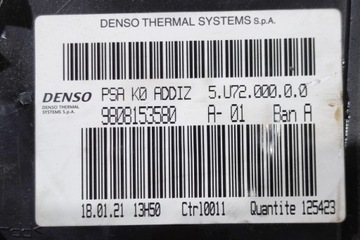 DENSO THERMAL SYSTEMS S.p.A.
DENSO PSA K0 ADDIZ 5.U72.000.0.0
THERMAL SYSTEMS S.p.A. 9808153580 A- 01 Ban A
18.01.21 13H50 Ctrl0011 Quantite 125423